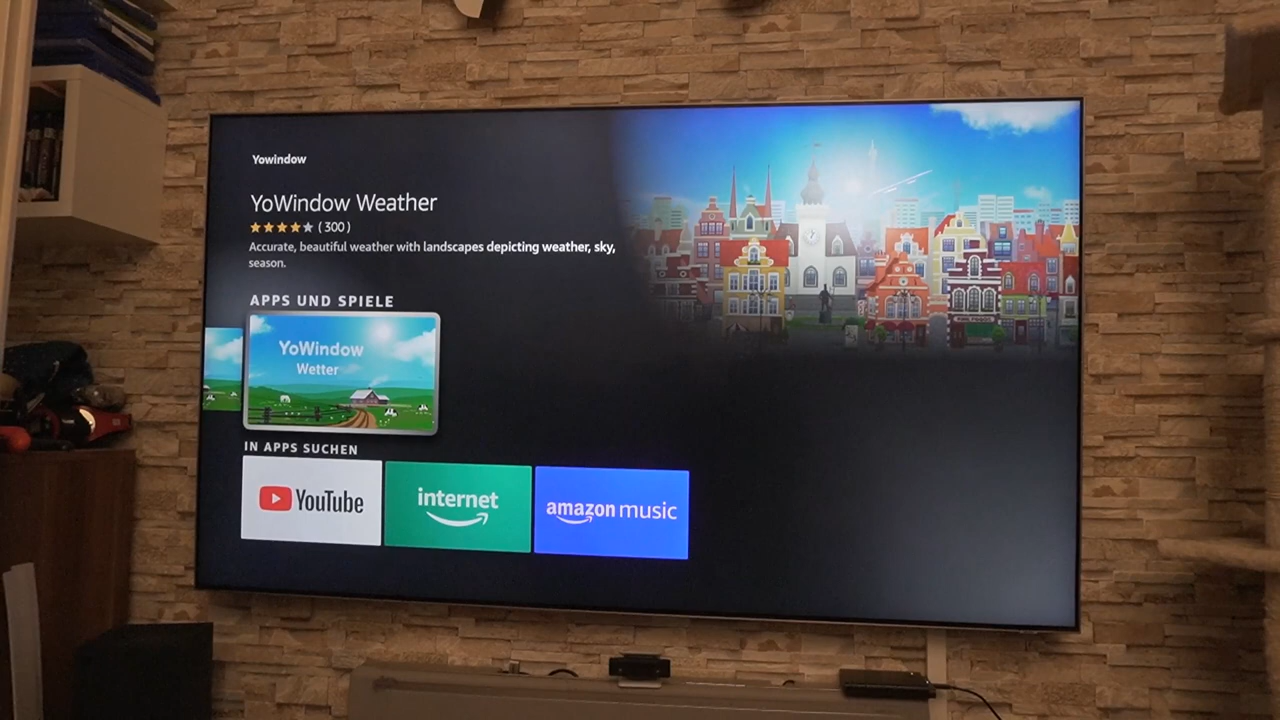 Yowindow
YoWindow Weather
(300)
Accurate, beautiful weather with landscapes depicting weather, sky,
season.
APPS UND SPIELE
YoWindow
Wetter
IN APPS SUCHEN
YouTube
internet
amazon music